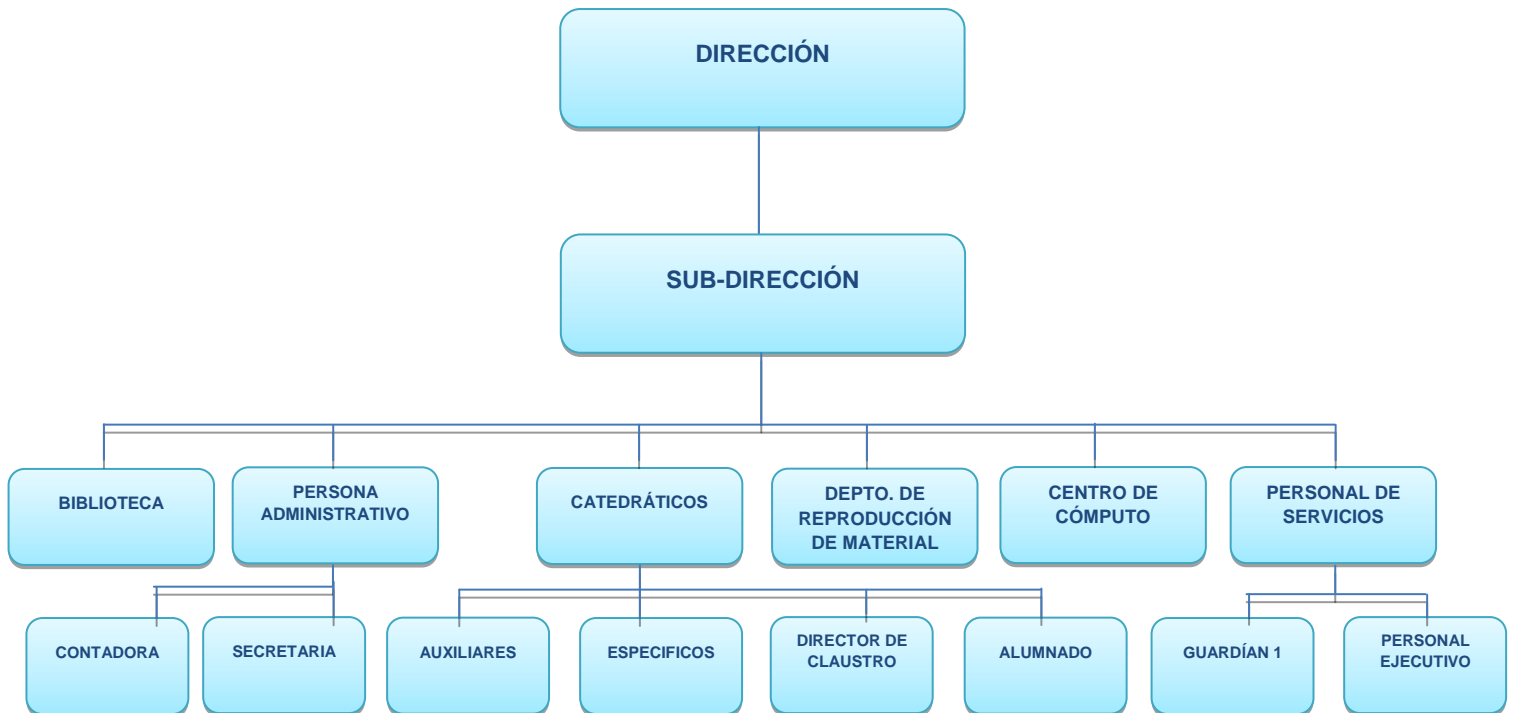 DIRECCIÓN
SUB-DIRECCIÓN
BIBLIOTECA
PERSONA
ADMINISTRATIVO
CATEDRÁTICOS
DEPTO. DE
REPRODUCCIÓN
DE MATERIAL
CENTRO DE
CÓMPUTO
PERSONAL DE
SERVICIOS
CONTADORA
SECRETARIA
AUXILIARES
ESPECIFICOS
DIRECTOR DE
CLAUSTRO
ALUMNADO
GUARDÍAN 1
PERSONAL
EJECUTIVO